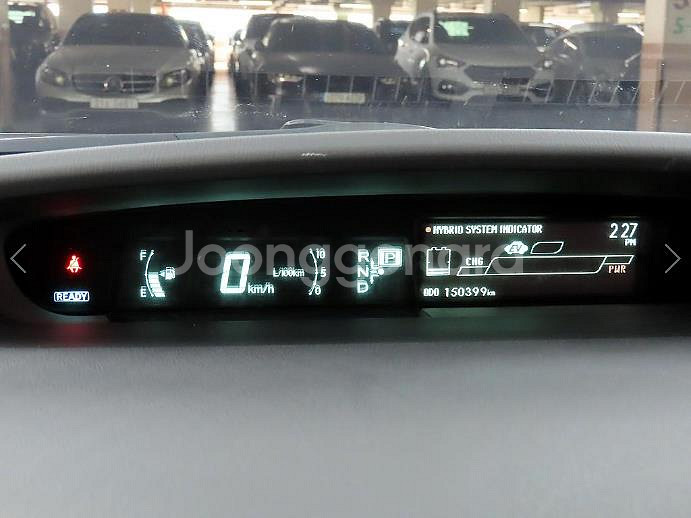 HYBRID SYSTEM INDICATOR
2:27
PM
F
E
0
km/h
L/100km
10
5
0
R
N
D
P
EV
CHG
PWR
READY
ODO 150399km
Joonggonara